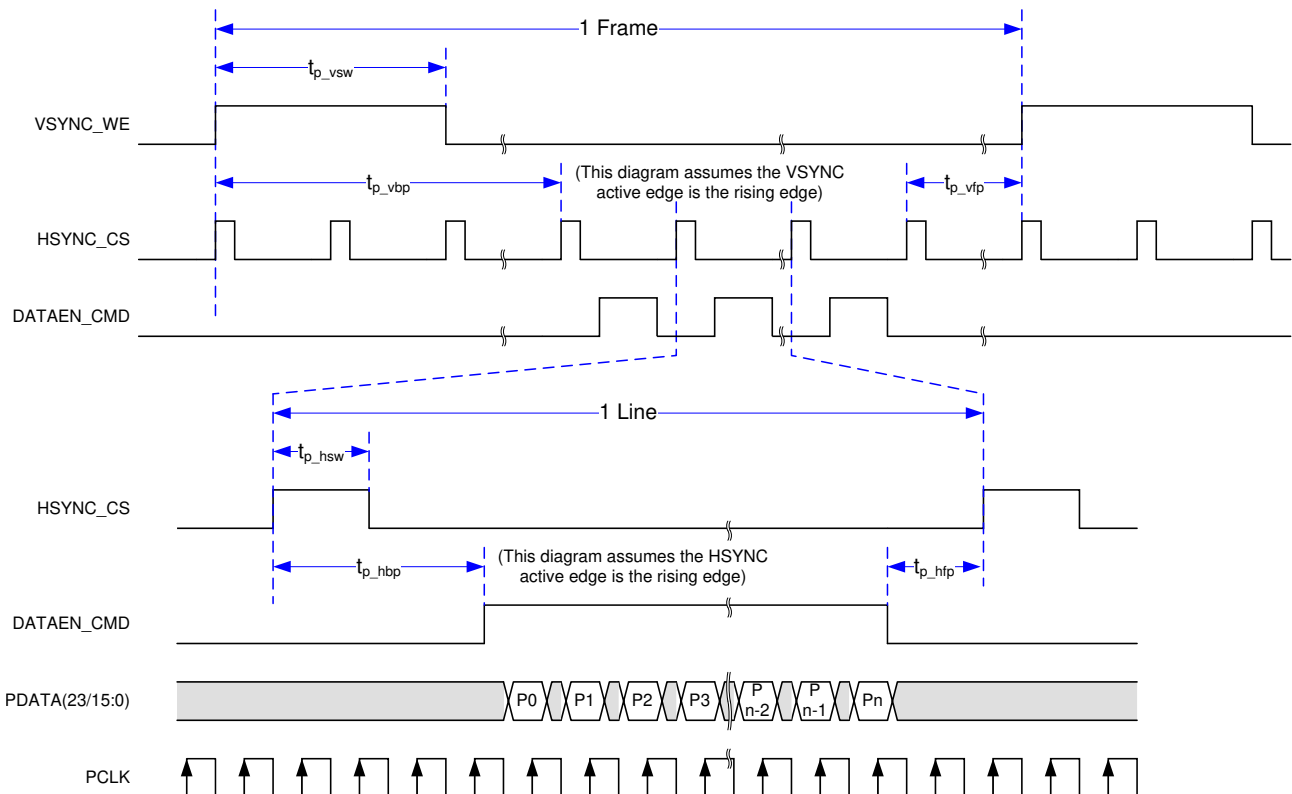 1 Frame
tp_vsw
VSYNC_WE
tp_vbp
(This diagram assumes the VSYNC
active edge is the rising edge)
tp_vfp
HSYNC_CS
DATAEN_CMD
1 Line
tp_hsw
HSYNC_CS
tp_hbp
(This diagram assumes the HSYNC
active edge is the rising edge)
tp_hfp
DATAEN_CMD
PDATA(23/15:0)
P0
P1
P2
P3
P
n-2
P
n-1
Pn
PCLK